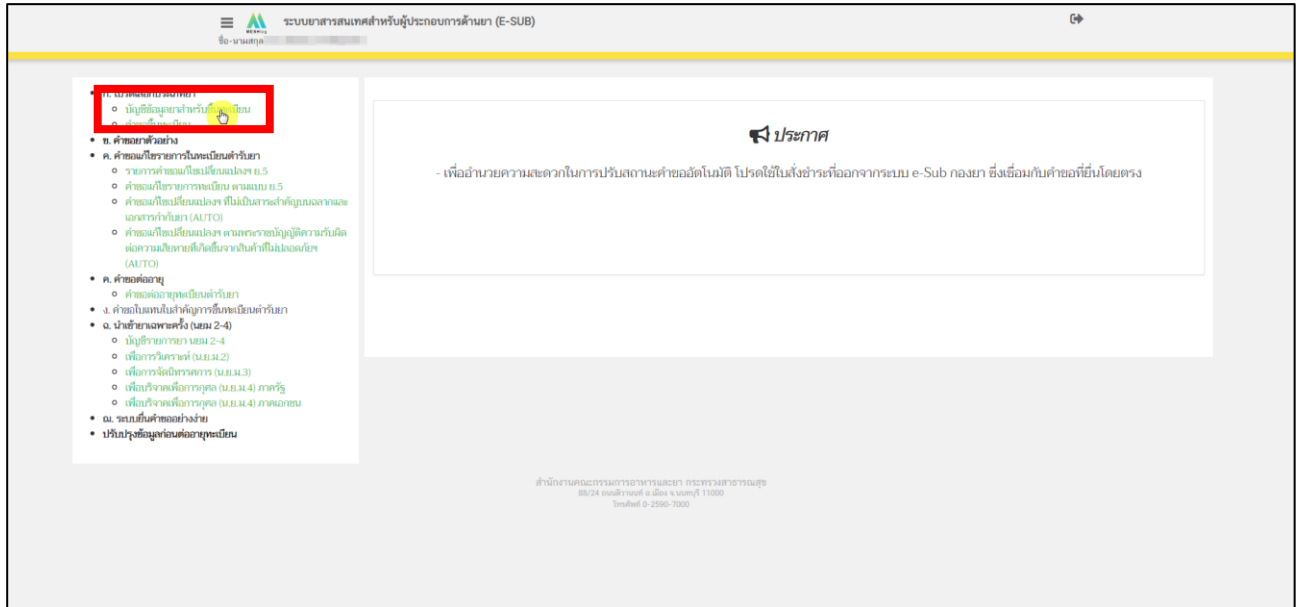 ระบบยาสารสนเทศสำหรับผู้ประกอบการด้านยา (E-SUB)
ชื่อ-นามสกุล
บัญชีข้อมูลยาสำหรับขึ้นทะเบียน
คำขอขึ้นทะเบียน
ข. คำขอยาตัวอย่าง
ค. คำขอแก้ไขรายการในทะเบียนตำรับยา
รายการคำขอแก้ไขเปลี่ยนแปลงฯ ย.5
คำขอแก้ไขรายการทะเบียน ตามแบบ ย.5
คำขอแก้ไขเปลี่ยนแปลงฯ ที่ไม่เป็นสาระสำคัญบนฉลากและ
เอกสารกำกับยา (AUTO)
คำขอแก้ไขเปลี่ยนแปลงฯ ตามพระราชบัญญัติความรับผิด
ต่อความเสียหายที่เกิดขึ้นจากสินค้าที่ไม่ปลอดภัยฯ
(AUTO)
ค. คำขอต่ออายุ
คำขอต่ออายุทะเบียนตำรับยา
ง. คำขอใบแทนใบสำคัญการขึ้นทะเบียนตำรับยา
ฉ. นำเข้ายาเฉพาะครั้ง (นยม 2-4)
บัญชีรายการยา นยม 2-4
เพื่อการวิเคราะห์ (น.ย.ม.2)
เพื่อการจัดนิทรรศการ (น.ย.ม.3)
เพื่อบริจาคเพื่อการกุศล (น.ย.ม.4) ภาครัฐ
เพื่อบริจาคเพื่อการกุศล (น.ย.ม.4) ภาคเอกชน
ฌ. ระบบยื่นคำขออย่างง่าย
ปรับปรุงข้อมูลก่อนต่ออายุทะเบียน
ประกาศ
- เพื่ออำนวยความสะดวกในการปรับสถานะคำขออัตโนมัติ โปรดใช้ใบสั่งชำระที่ออกจากระบบ e-Sub กองยา ซึ่งเชื่อมกับคำขอที่ยื่นโดยตรง
สำนักงานคณะกรรมการอาหารและยา กระทรวงสาธารณสุข
88/24 ถนนติวานนท์ อ.เมือง จ.นนทบุรี 11000
โทรศัพท์ 0-2590-7000